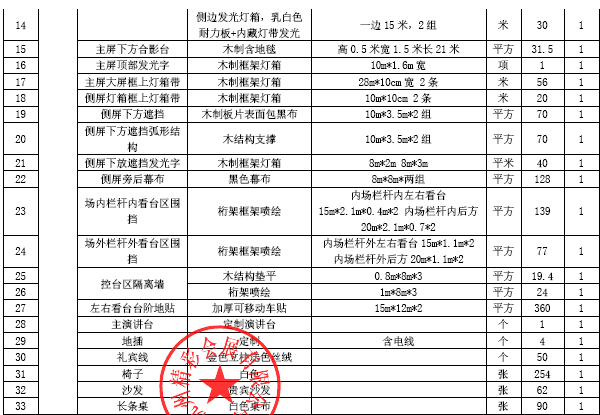 14 侧边发光灯箱，乳白色 一边 15 米，2 组 米 30 1
耐力板+内藏灯带发光
15 主屏下方合影台 木制含地毯 高 0.5 米宽 1.5 米长 21 米 平方 31.5 1
16 主屏顶部发光字 木制框架灯箱 10m*1.6m 宽 项 1 1
17 主屏大屏框上灯箱带 木制框架灯箱 28m*10cm 宽 2 条 米 56 1
18 侧屏灯箱框上灯箱带 木制框架灯箱 10m*10cm 2 条 米 20 1
19 侧屏下方遮挡 木制板片表面包黑布 10m*3.5m*2 组 平方 70 1
20 侧屏下方遮挡弧形结 木结构支撑 10m*3.5m*2 组 平方 70 1
构
21 侧屏下放遮挡发光字 木制框架灯箱 8m*2m 8m*3m 平米 40 1
22 侧屏旁后幕布 黑色幕布 8m*8m*两组 平方 128 1
23 场内栏杆内看台区围 桁架框架喷绘 内场栏杆内左右看台 平方 139 1
挡 15m*2.1m*0.4m*2 内场栏杆内后方
20m*2.1m*0.7*2
24 场外栏杆外看台区围 桁架框架喷绘 内场栏杆外左右看台 15m*1.1m*2 平方 77 1
挡 内场栏杆外后方 20m*1.1m*2
25 控台区隔离墙 木结构垫平 0.8m*8m*3 平方 19.4 1
26 桁架喷绘 1m*8m*3 平方 24 1
27 左右看台台阶地贴 加厚可移动车贴 15m*12m*2 平方 360 1
28 主演讲台 定制演讲台 个 1 1
29 地插 定制 含电线 个 4 1
30 礼宾线 金色立柱活色丝绒 个 50 1
31 椅子 白色 张 254 1
32 沙发 贵宾沙发 张 62 1
33 长条桌 白色桌布 张 90 1
精彩会展